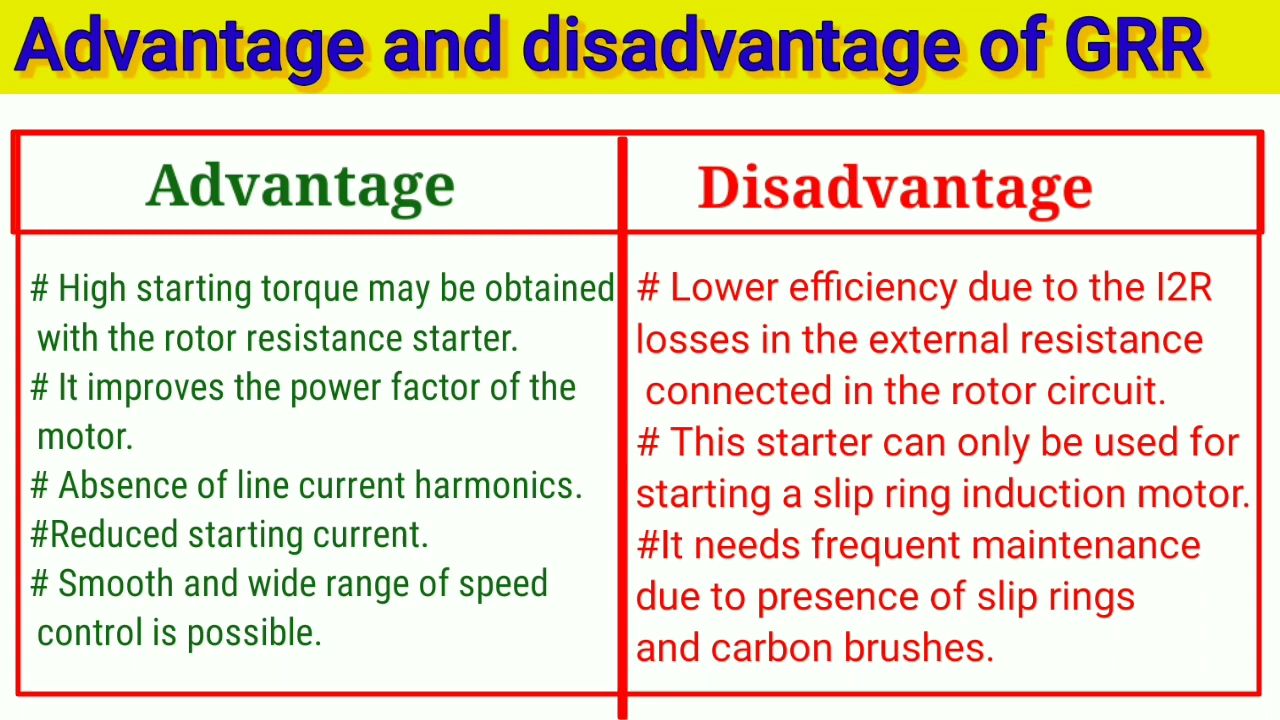 Advantage and disadvantage of GRR
Advantage
# High starting torque may be obtained
with the rotor resistance starter.
# It improves the power factor of the
motor.
# Absence of line current harmonics.
#Reduced starting current.
# Smooth and wide range of speed
control is possible.
Disadvantage
# Lower efficiency due to the I2R
losses in the external resistance
connected in the rotor circuit.
# This starter can only be used for
starting a slip ring induction motor.
#It needs frequent maintenance
due to presence of slip rings
and carbon brushes.